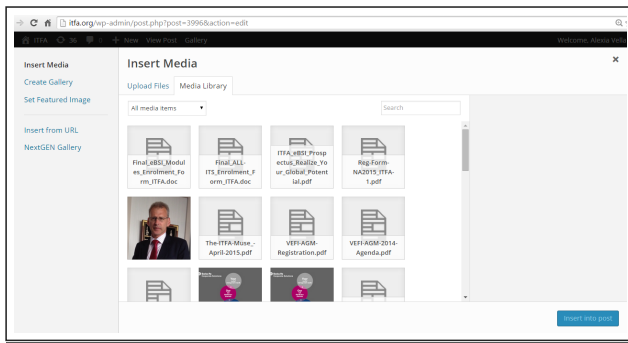 itfa.org/wp-admin/post.php?post=3996&action=edit
ITFA 36 0 + New View Post Gallery Welcome, Alexia Vella
Insert Media
Create Gallery
Set Featured Image
Insert from URL
NextGEN Gallery
Insert Media
Upload Files Media Library
All media items
Search
Final_eBSI_Modul
es_Enrolment_Fo
rm_ITFA.doc
Final_ALL-
ITS_Enrolment_F
orm_ITFA.doc
ITFA_eBSI_Prosp
ectus_Realize_Yo
ur_Global_Potent
ial.pdf
Reg-Form-
NA2015_ITFA-
1.pdf
The-ITFA-Muse_-
April-2015.pdf
VEFI-AGM-
Registration.pdf
VEFI-AGM-2014-
Agenda.pdf
Insert into post